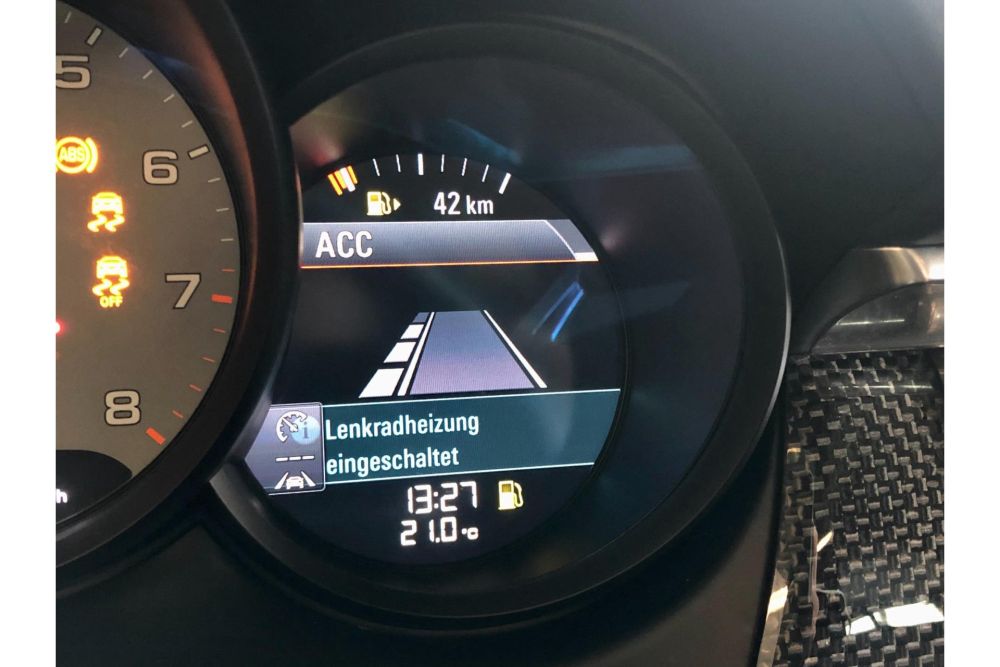 5
ABS
6
OFF
7
8
h
42 km
ACC
Lenkradheizung
eingeschaltet
13:27
21.0 °C